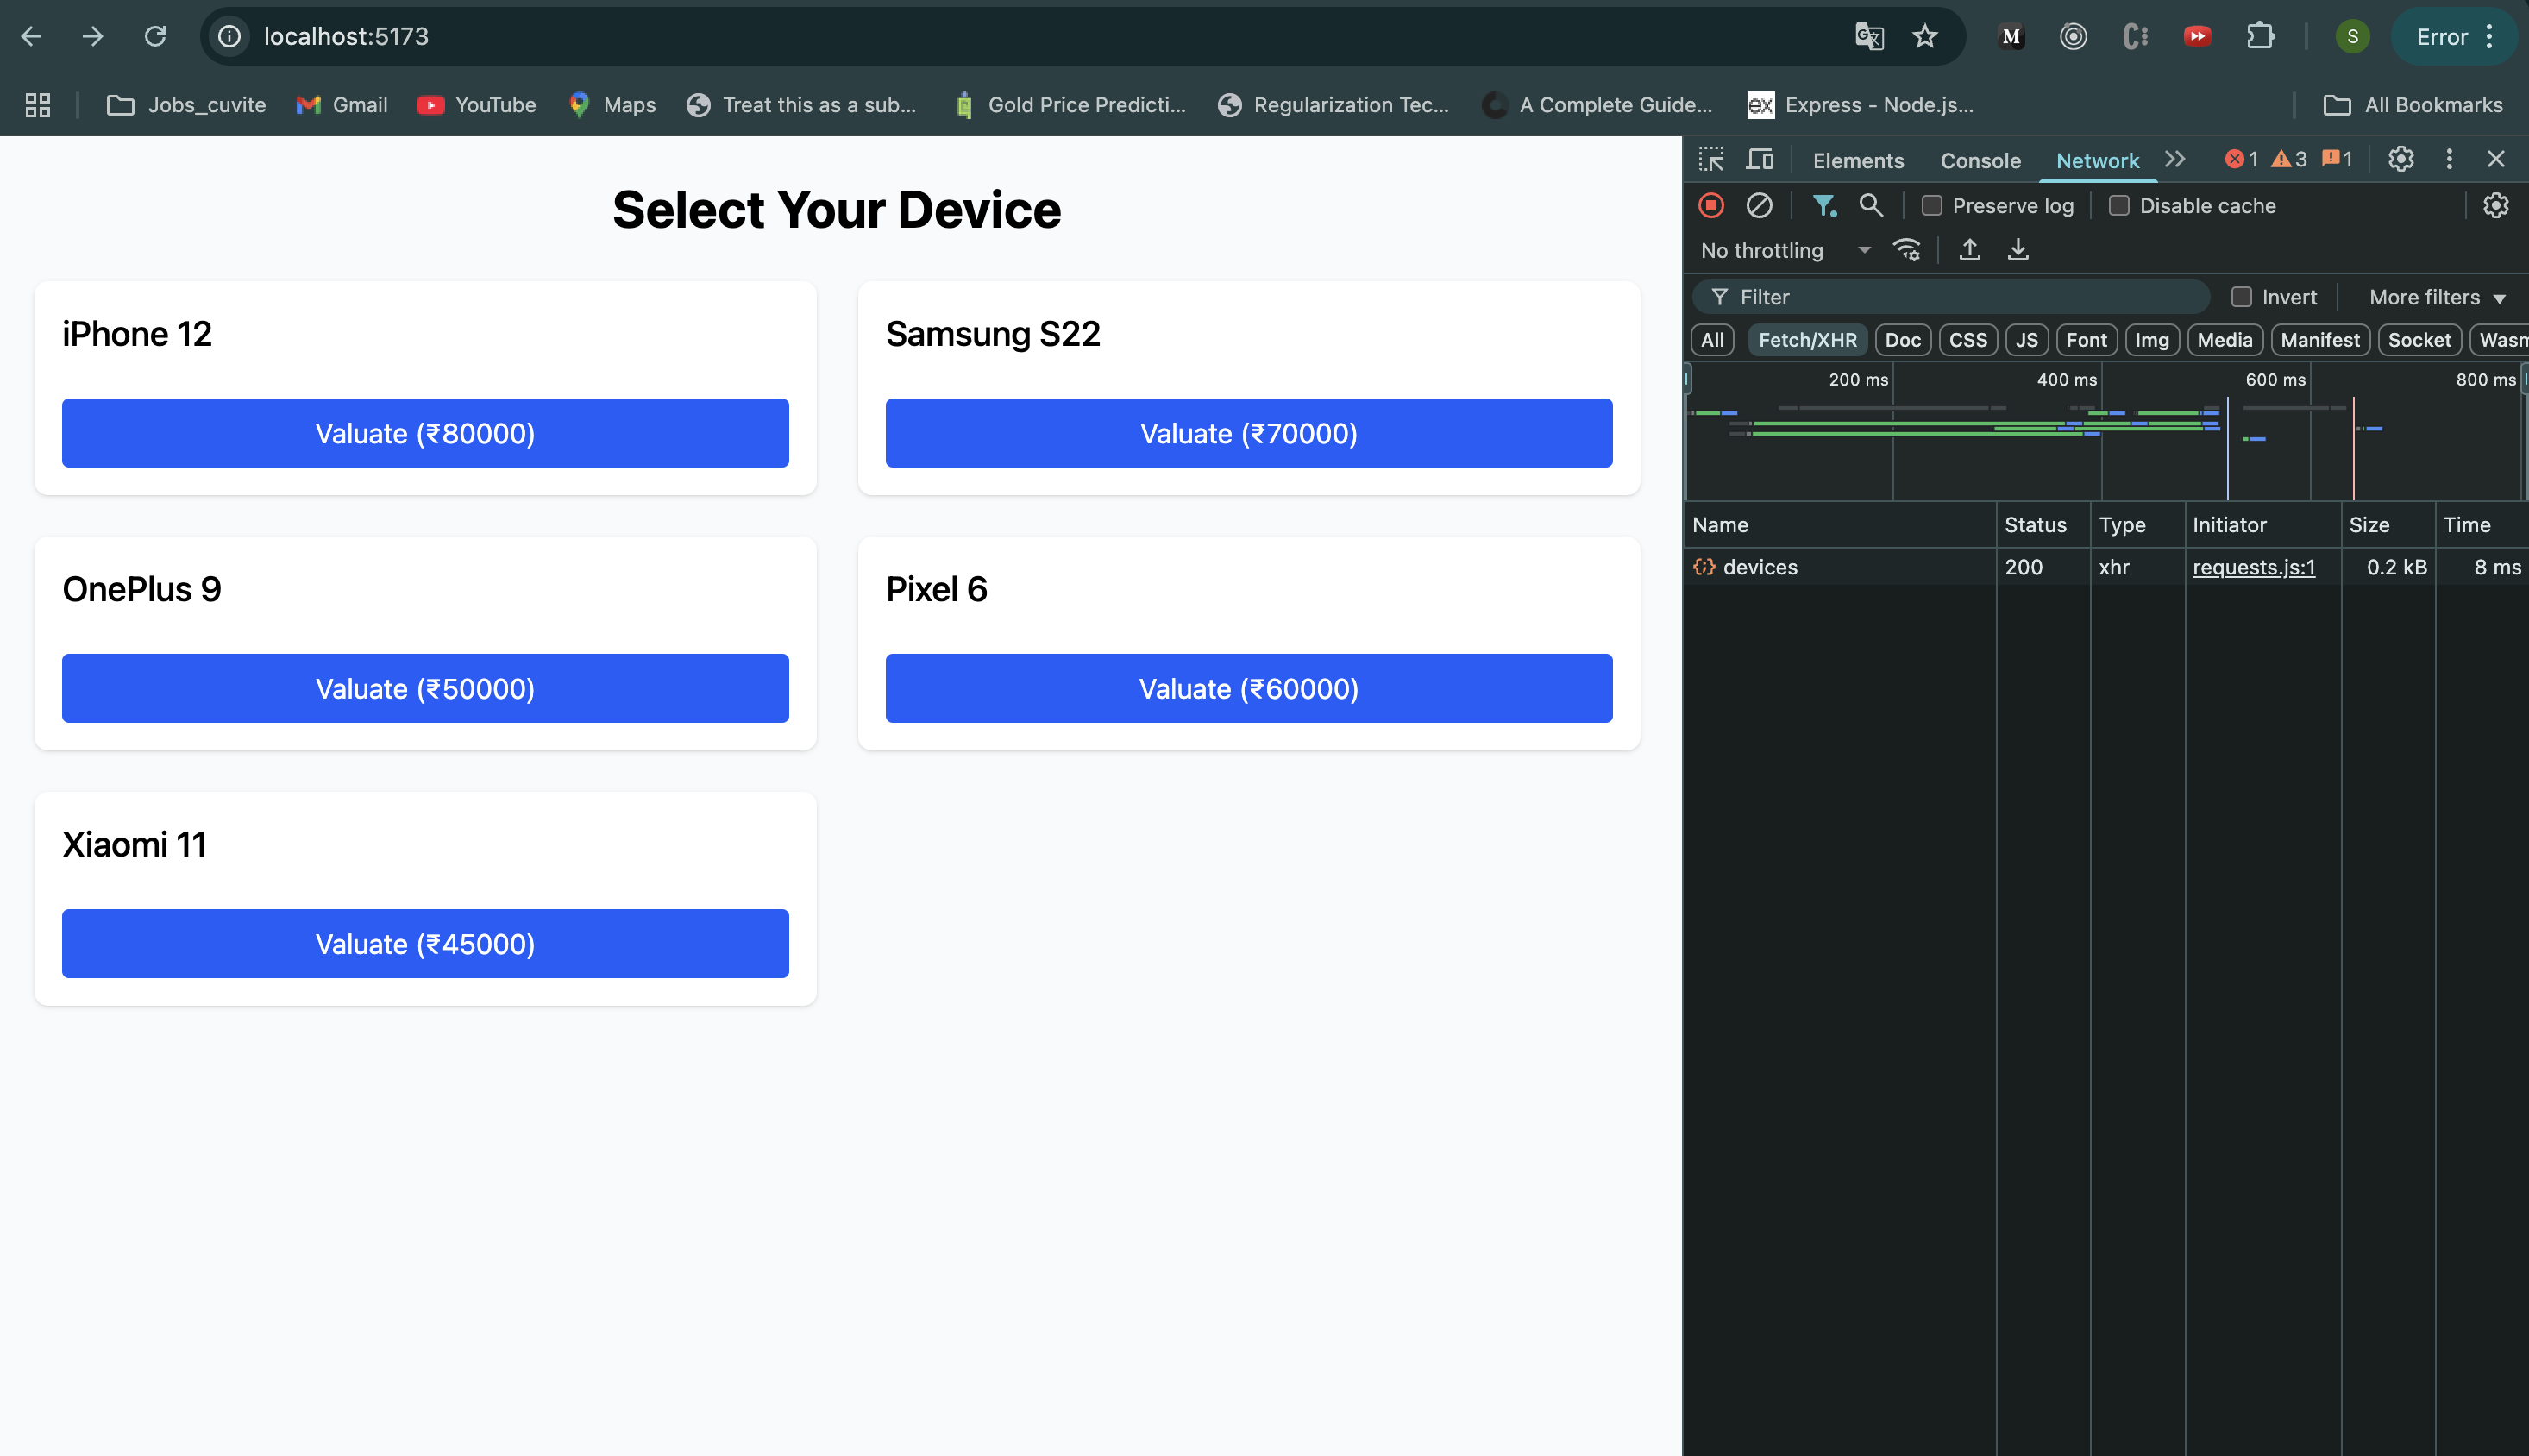 localhost:5173
Error
S
Jobs_cuvite
Gmail
YouTube
Maps
Treat this as a sub...
Gold Price Predicti...
Regularization Tec...
A Complete Guide...
ex Express - Node.js...
All Bookmarks
Select Your Device
iPhone 12
Valuate (₹80000)
Samsung S22
Valuate (₹70000)
OnePlus 9
Valuate (₹50000)
Pixel 6
Valuate (₹60000)
Xiaomi 11
Valuate (₹45000)
Elements Console Network 1 3 1
Preserve log Disable cache
No throttling
Filter Invert More filters
All Fetch/XHR Doc CSS JS Font Img Media Manifest Socket Wasm
200 ms 400 ms 600 ms 800 ms
Name Status Type Initiator Size Time
devices 200 xhr requests.js:1 0.2 kB 8 ms